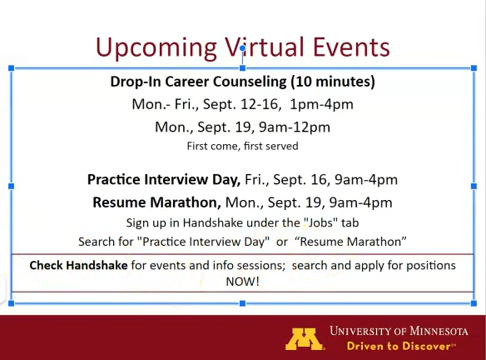 Upcoming Virtual Events
Drop-In Career Counseling (10 minutes)
Mon.- Fri., Sept. 12-16, 1pm-4pm
Mon., Sept. 19, 9am-12pm
First come, first served
Practice Interview Day, Fri., Sept. 16, 9am-4pm
Resume Marathon, Mon., Sept. 19, 9am-4pm
Sign up in Handshake under the "Jobs" tab
Search for "Practice Interview Day" or “Resume Marathon”
Check Handshake for events and info sessions; search and apply for positions
NOW!
M UNIVERSITY OF MINNESOTA
Driven to Discover℠